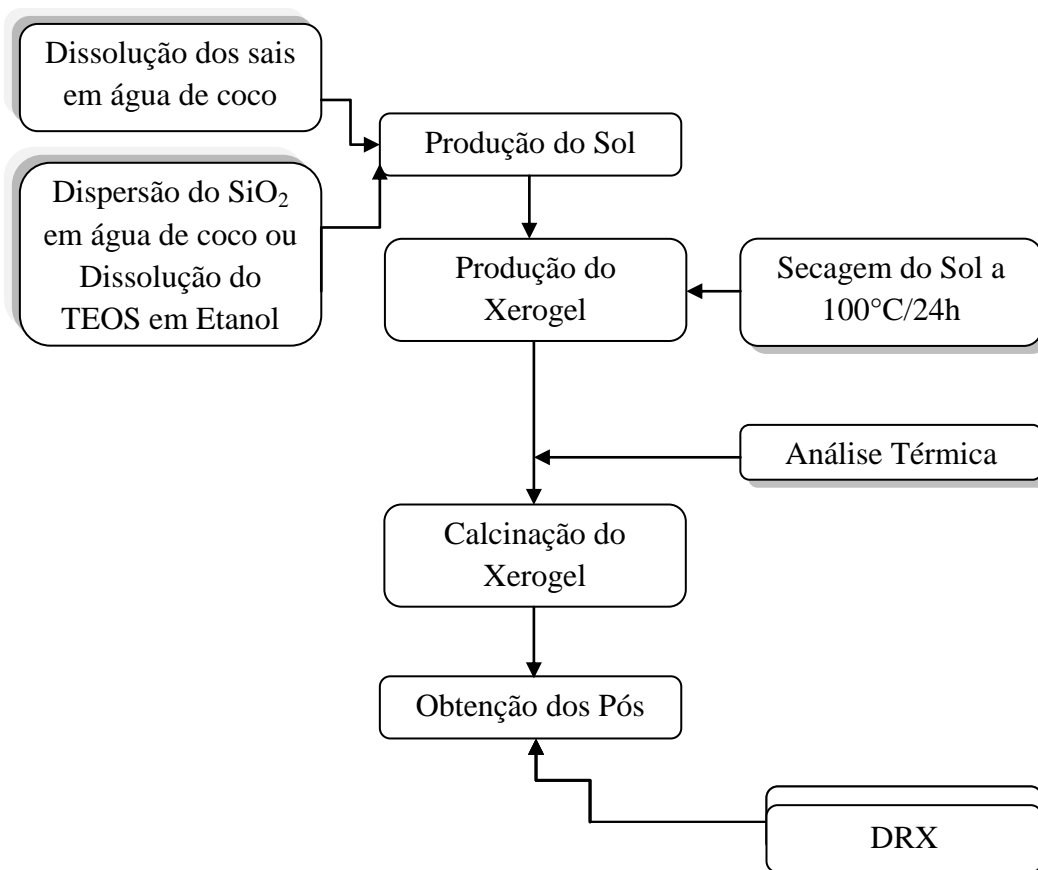 Dissolução dos sais
em água de coco
Produção do Sol
Dispersão do SiO₂
em água de coco ou
Dissolução do
TEOS em Etanol
Produção do
Xerogel
Secagem do Sol a
100°C/24h
Análise Térmica
Calcinação do
Xerogel
Obtenção dos Pós
DRX